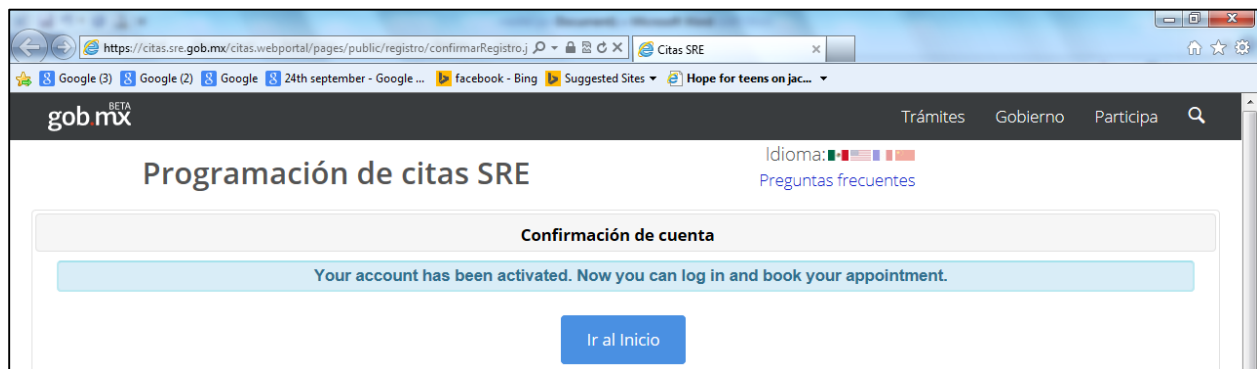 https://citas.sre.gob.mx/citas.webportal/pages/public/registro/confirmarRegistro.j
Citas SRE
Google (3) Google (2) Google 24th september - Google ... facebook - Bing Suggested Sites Hope for teens on jac...
gob.mx BETA
Trámites Gobierno Participa
Programación de citas SRE
Idioma:
Preguntas frecuentes
Confirmación de cuenta
Your account has been activated. Now you can log in and book your appointment.
Ir al Inicio